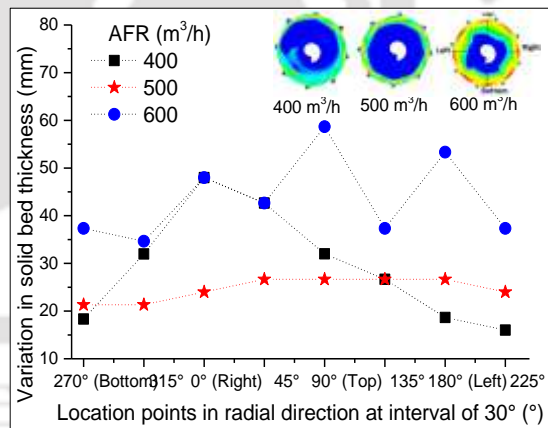 Variation in solid bed thickness (mm)
80
70
60
50
40
30
20
10
AFR (m³/h)
400
500
600
Left
Right
400 m³/h
500 m³/h
600 m³/h
270° (Bottom)
315°
0° (Right)
45°
90° (Top)
135°
180° (Left)
225°
Location points in radial direction at interval of 30° (°)